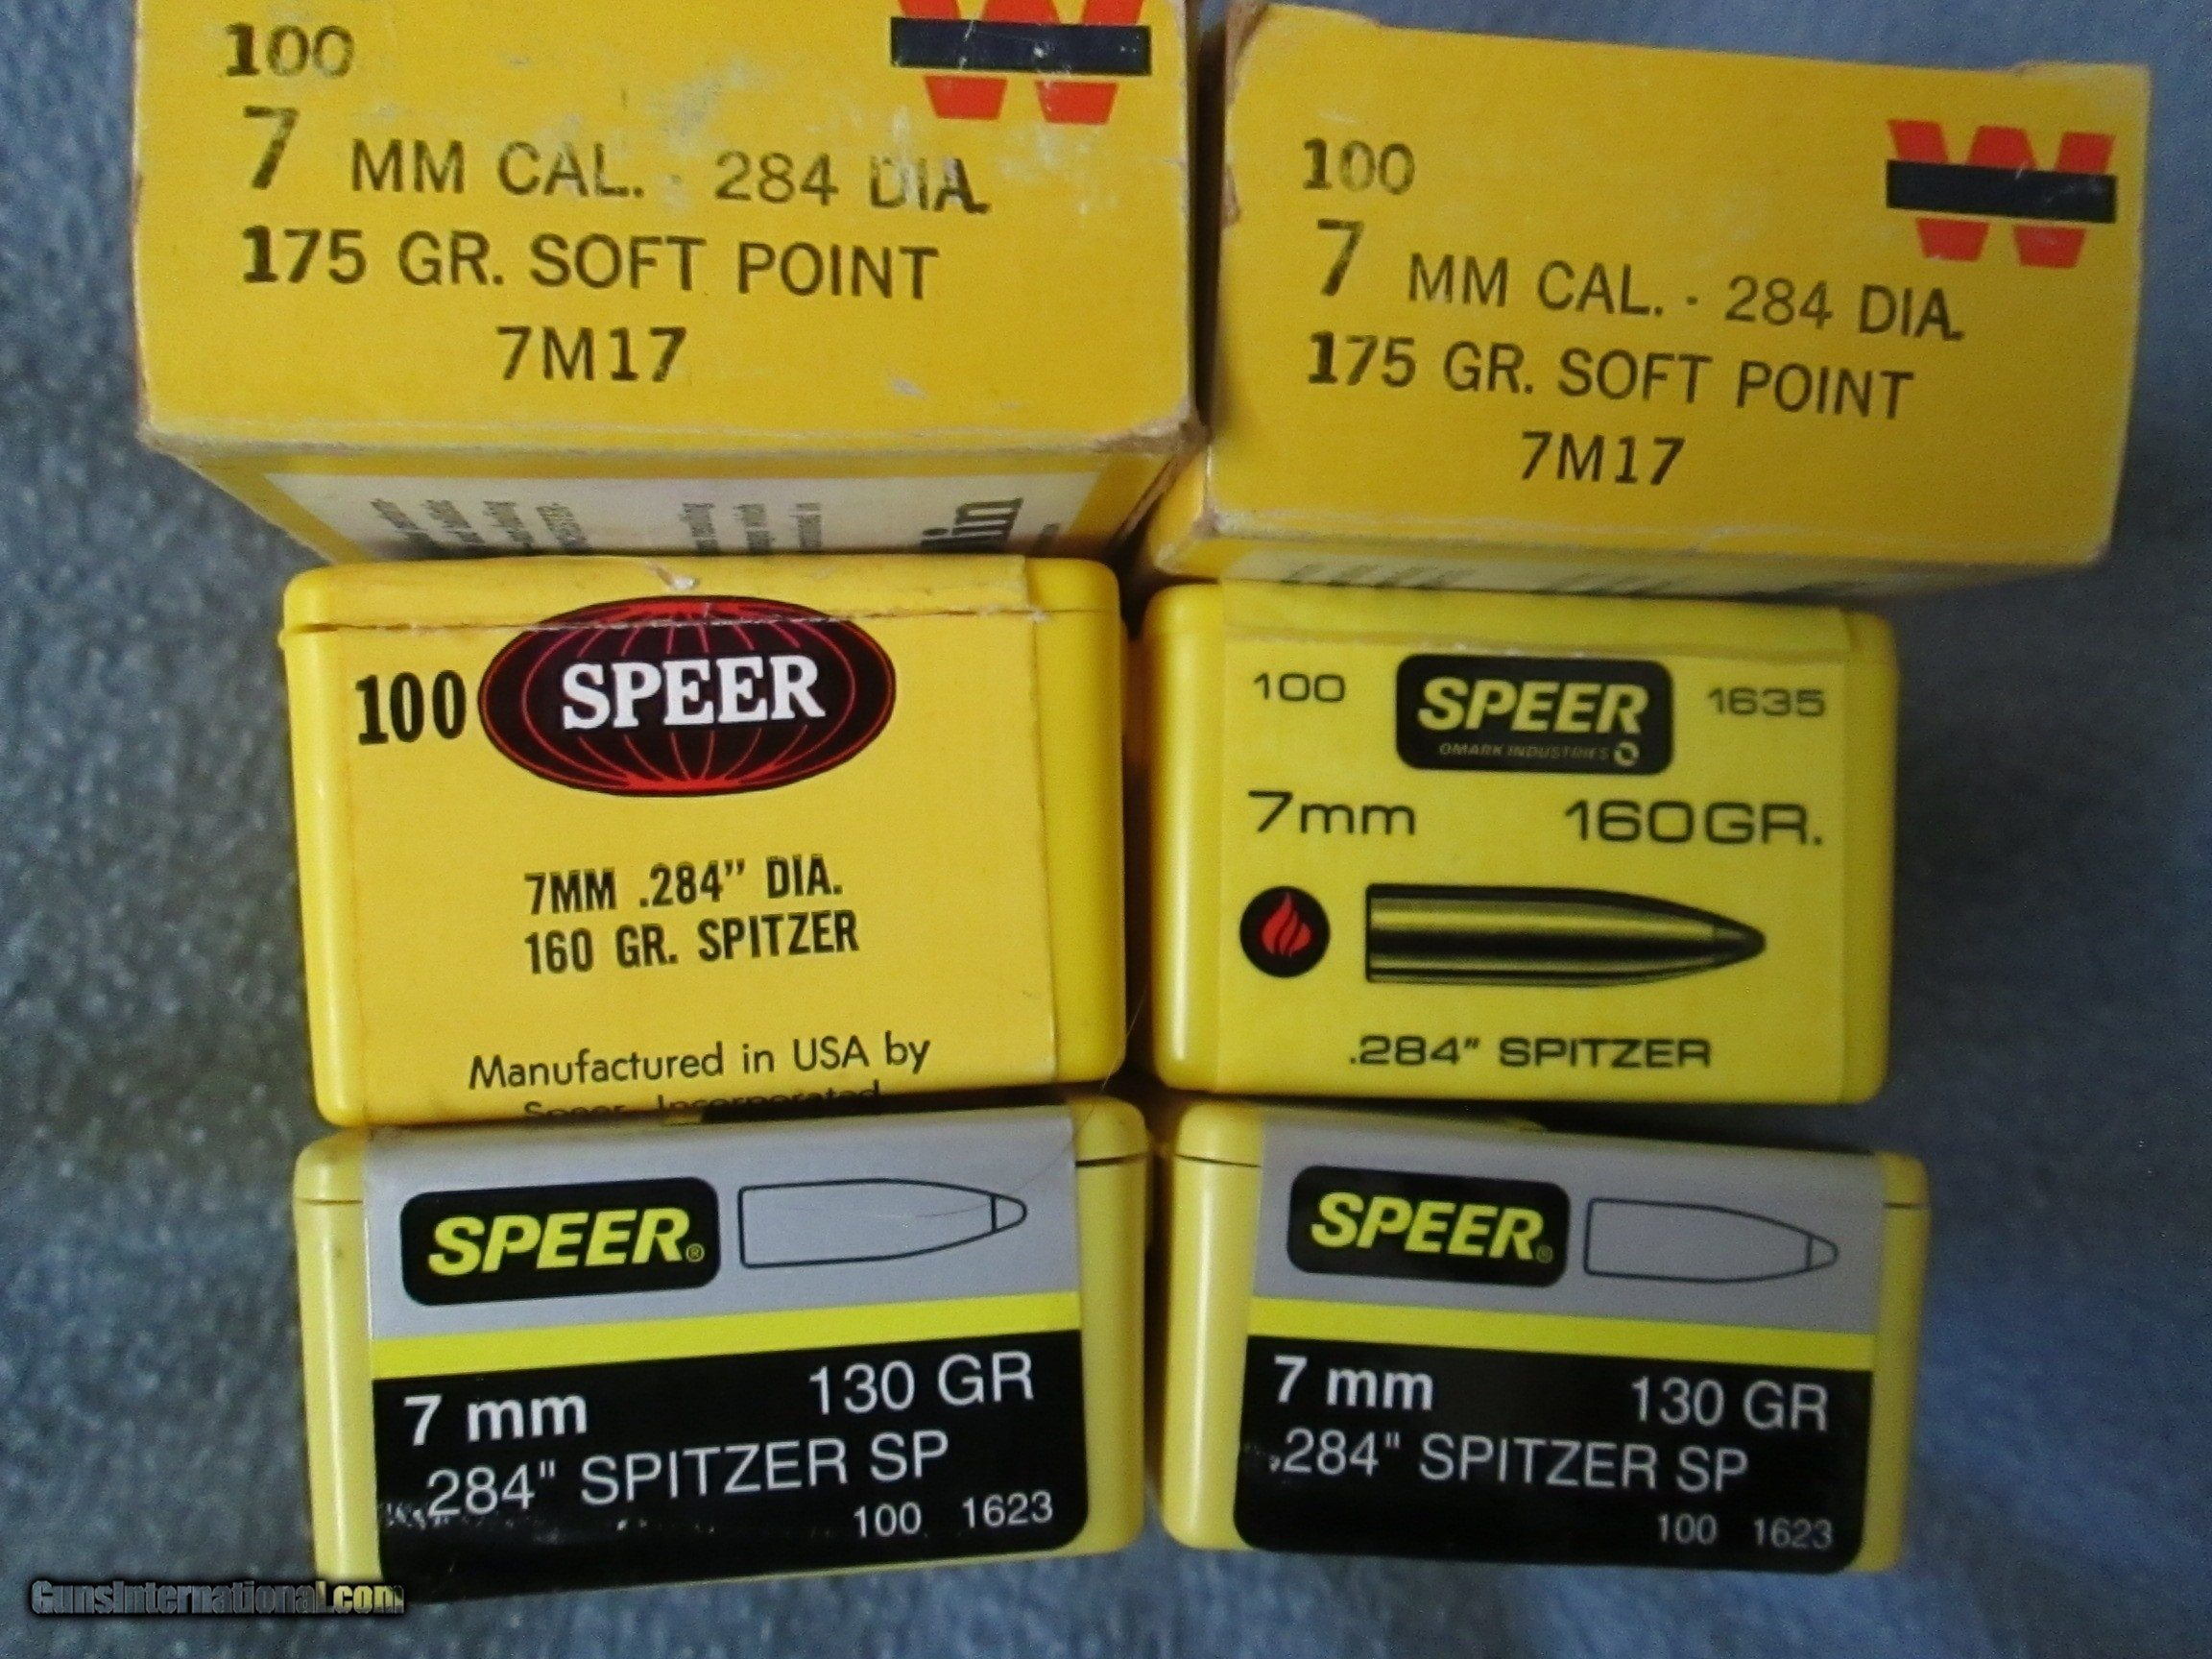 100
W
7 MM CAL. · 284 DIA.
175 GR. SOFT POINT
7M17
100
W
7 MM CAL. · 284 DIA.
175 GR. SOFT POINT
7M17
100 SPEER
7MM .284" DIA.
160 GR. SPITZER
Manufactured in USA by
Speer Incorporated
100 SPEER 1635
OMARK INDUSTRIES
7mm 160GR.
.284" SPITZER
SPEER®
7 mm 130 GR
.284" SPITZER SP
100 1623
SPEER®
7 mm 130 GR
.284" SPITZER SP
100 1623
GunsInternational.com